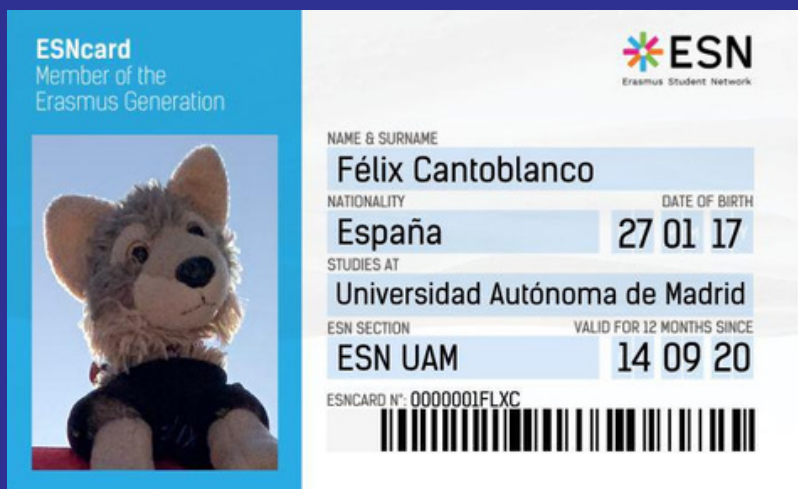 ESNcard
Member of the
Erasmus Generation
ESN
Erasmus Student Network
NAME & SURNAME
Félix Cantoblanco
NATIONALITY
DATE OF BIRTH
España
27 01 17
STUDIES AT
Universidad Autónoma de Madrid
ESN SECTION
VALID FOR 12 MONTHS SINCE
ESN UAM
14 09 20
ESNCARD Nº: 0000001FLXC